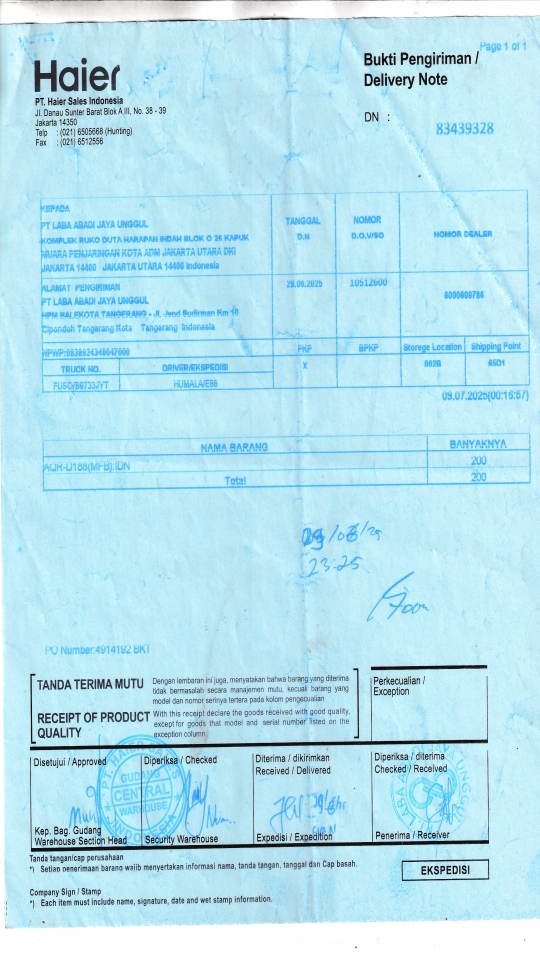 Page 1 of 1
Haier
Bukti Pengiriman /
Delivery Note
PT. Haier Sales Indonesia
Jl. Danau Sunter Barat Blok A III, No. 38 - 39
Jakarta 14350
Telp : (021) 6505668 (Hunting)
Fax : (021) 6512556
DN :
83439328
KEPADA
PT LABA ABADI JAYA UNGGUL
KOMPLEK RUKO DUTA HARAPAN INDAH BLOK O 26 KAPUK
MUARA PENJARINGAN KOTA ADM JAKARTA UTARA DKI
JAKARTA 14460 JAKARTA UTARA 14460 Indonesia
TANGGAL
D.N
NOMOR
D.O.V/SO
NOMOR DEALER
ALAMAT PENGIRIMAN
PT LABA ABADI JAYA UNGGUL
HPM BALEKOTA TANGERANG - Jl. Jend Sudirman Km 10
Cipondoh Tangerang Kota Tangerang Indonesia
10512600
PKP
BPKP
Storege Location
Shipping Point
TRUCK NO.
DRIVER/EKSPEDISI
X
002B
65D1
09.07.2025(00:16:57)
NAMA BARANG
BANYAKNYA
AQR-D188(MFB):IDN
200
Total
200
23:25
PO Number:4914192 BKT
TANDA TERIMA MUTU
Dengan lembaran ini juga, menyatakan bahwa barang yang diterima
tidak bermasalah secara manajemen mutu, kecuali barang yang
model dan nomor serinya tertera pada kolom pengecualian
RECEIPT OF PRODUCT
QUALITY
With this receipt declare the goods received with good quality,
except for goods that model and serial number listed on the
exception column
Perkecualian /
Exception
Disetujui / Approved
Diperiksa / Checked
Diterima / dikirimkan
Received / Delivered
Diperiksa / diterima
Checked / Received
GUDANG
CENTRAL
WAREHOUSE
Kep. Bag. Gudang
Warehouse Section Head
Security Warehouse
Expedisi / Expedition
Penerima / Receiver
Tanda tangan/cap perusahaan
*) Setiap penerimaan barang wajib menyertakan informasi nama, tanda tangan, tanggal dan Cap basah.
EKSPEDISI
Company Sign / Stamp
*) Each item must include name, signature, date and wet stamp information.